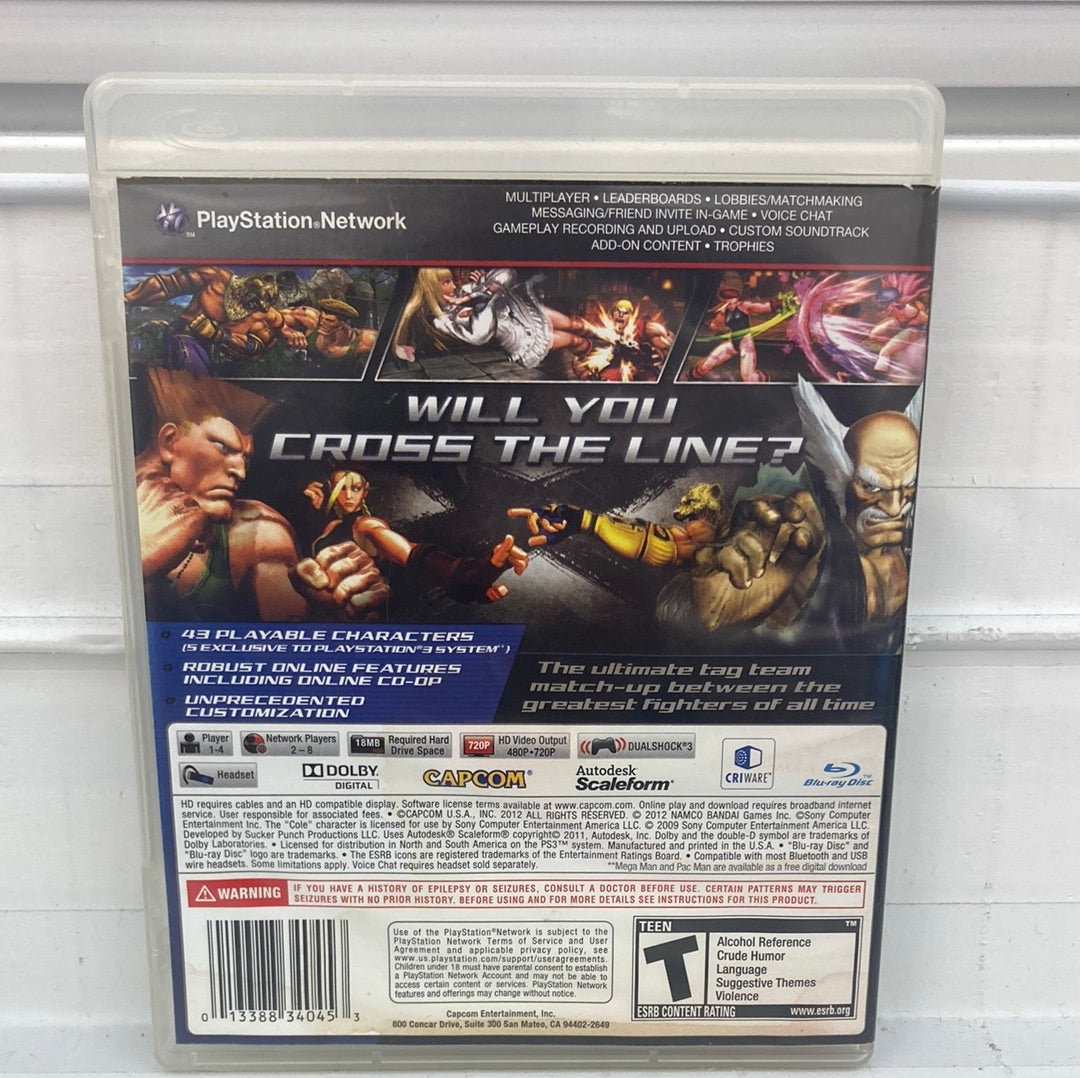 PlayStation®Network
SM
MULTIPLAYER • LEADERBOARDS • LOBBIES/MATCHMAKING
MESSAGING/FRIEND INVITE IN-GAME • VOICE CHAT
GAMEPLAY RECORDING AND UPLOAD • CUSTOM SOUNDTRACK
ADD-ON CONTENT • TROPHIES
WILL YOU
CROSS THE LINE?
43 PLAYABLE CHARACTERS
(5 EXCLUSIVE TO PLAYSTATION®3 SYSTEM**)
ROBUST ONLINE FEATURES
INCLUDING ONLINE CO-OP
UNPRECEDENTED
CUSTOMIZATION
The ultimate tag team
match-up between the
greatest fighters of all time
Player
1-4
Network Players
2–8
18MB
Required Hard
Drive Space
720P
HD Video Output
480P•720P
DUALSHOCK®3
Headset
DOLBY.
DIGITAL
CAPCOM®
Autodesk®
Scaleform®
CRIWARE™
Blu-ray Disc™
HD requires cables and an HD compatible display. Software license terms available at www.capcom.com. Online play and download requires broadband internet
service. User responsible for associated fees. • ©CAPCOM U.S.A., INC. 2012 ALL RIGHTS RESERVED. © 2012 NAMCO BANDAI Games Inc. ©Sony Computer
Entertainment Inc. The "Cole" character is licensed for use by Sony Computer Entertainment America LLC. © 2009 Sony Computer Entertainment America LLC.
Developed by Sucker Punch Productions LLC. Uses Autodesk® Scaleform® copyright© 2011, Autodesk, Inc. Dolby and the double-D symbol are trademarks of
Dolby Laboratories. • Licensed for distribution in North and South America on the PS3™ system. Manufactured and printed in the U.S.A. • "Blu-ray Disc" and
"Blu-ray Disc" logo are trademarks. • The ESRB icons are registered trademarks of the Entertainment Ratings Board. • Compatible with most Bluetooth and USB
wire headsets. Some limitations apply. Voice Chat requires headset sold separately.
**Mega Man and Pac Man are available as a free digital download
WARNING
IF YOU HAVE A HISTORY OF EPILEPSY OR SEIZURES, CONSULT A DOCTOR BEFORE USE. CERTAIN PATTERNS MAY TRIGGER
SEIZURES WITH NO PRIOR HISTORY. BEFORE USING AND FOR MORE DETAILS SEE INSTRUCTIONS FOR THIS PRODUCT.
0 13388 34045 3
Use of the PlayStation®Network is subject to the
PlayStation Network Terms of Service and User
Agreement and applicable privacy policy, see
www.us.playstation.com/support/useragreements.
Children under 18 must have parental consent to establish
a PlayStation Network Account and may not be able to
access certain content or services. PlayStation Network
features and offerings may change without notice.
Capcom Entertainment, Inc.
800 Concar Drive, Suite 300 San Mateo, CA 94402-2649
TEEN
TM
T
Alcohol Reference
Crude Humor
Language
Suggestive Themes
Violence
ESRB CONTENT RATING
www.esrb.org